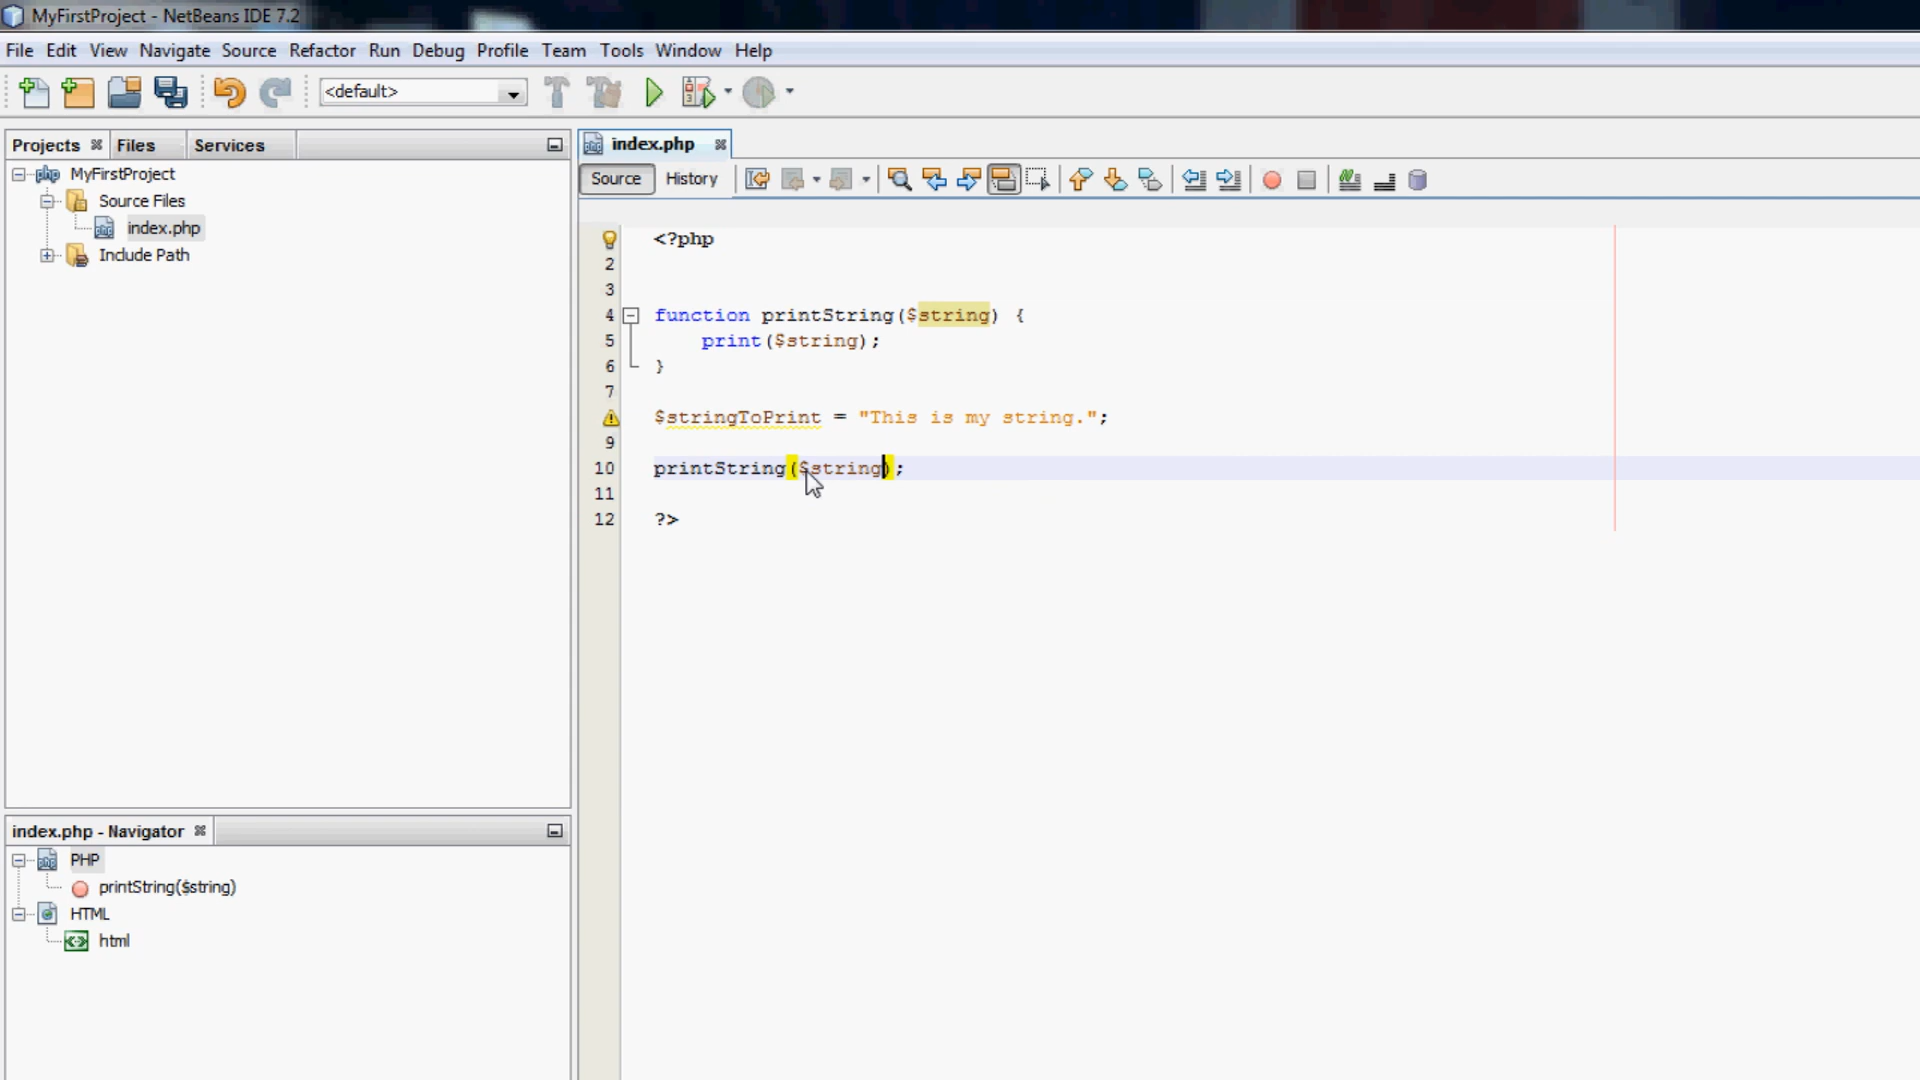 MyFirstProject - NetBeans IDE 7.2
File Edit View Navigate Source Refactor Run Debug Profile Team Tools Window Help
<default>
Projects Files Services
MyFirstProject
Source Files
index.php
Include Path
index.php
Source History
<?php
2
3
4 function printString($string) {
5 print($string);
6 }
7
$stringToPrint = "This is my string.";
9
10 printString($string);
11
12 ?>
index.php - Navigator
PHP
printString($string)
HTML
html